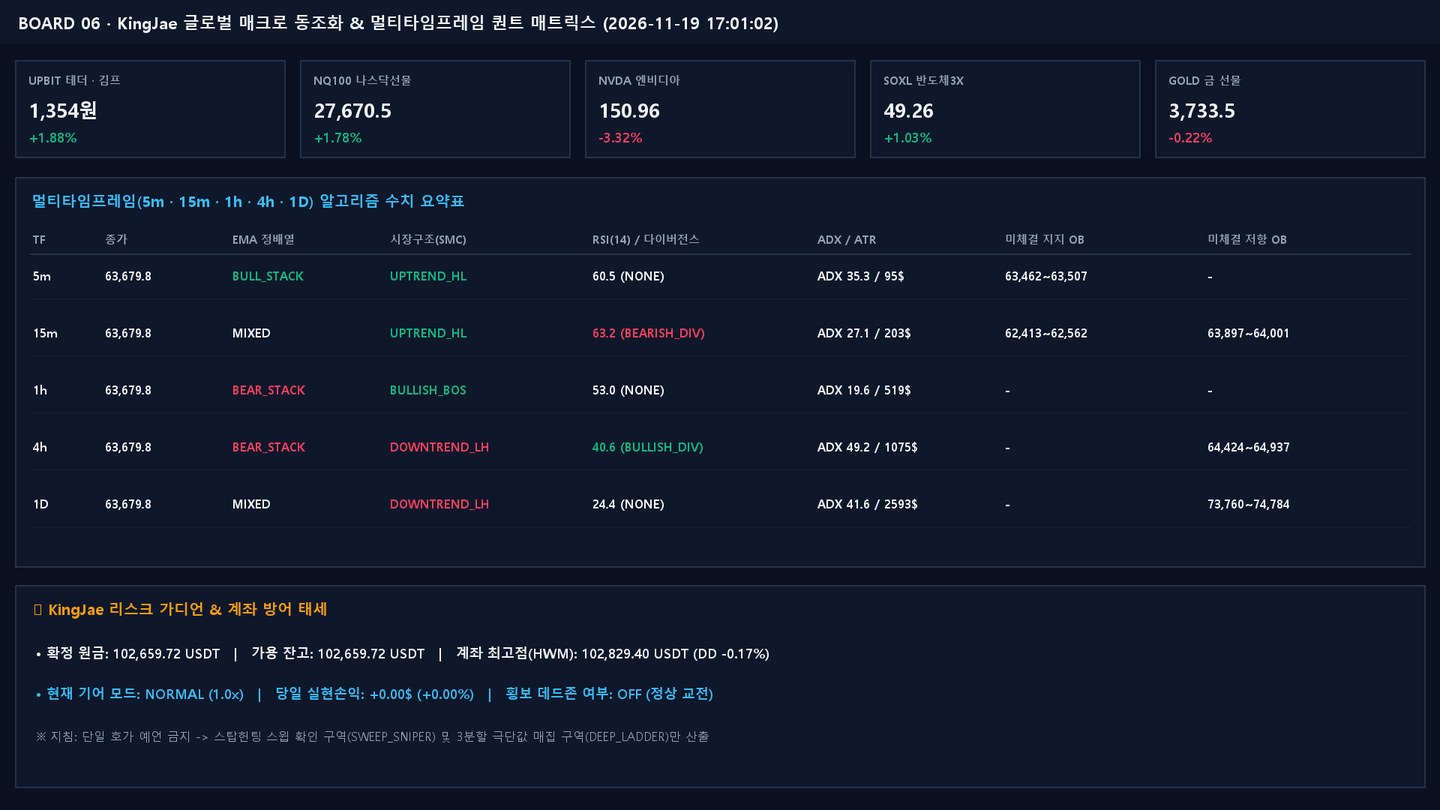 BOARD 06 · KingJae 글로벌 매크로 동조화 & 멀티타임프레임 퀀트 매트릭스 (2026-11-19 17:01:02)
UPBIT 테더 · 김프
1,354원
+1.88%
NQ100 나스닥선물
27,670.5
+1.78%
NVDA 엔비디아
150.96
-3.32%
SOXL 반도체3X
49.26
+1.03%
GOLD 금 선물
3,733.5
-0.22%
멀티타임프레임(5m · 15m · 1h · 4h · 1D) 알고리즘 수치 요약표
TF 종가 EMA 정배열 시장구조(SMC) RSI(14) / 다이버전스 ADX / ATR 미체결 지지 OB 미체결 저항 OB
5m 63,679.8 BULL_STACK UPTREND_HL 60.5 (NONE) ADX 35.3 / 95$ 63,462~63,507 -
15m 63,679.8 MIXED UPTREND_HL 63.2 (BEARISH_DIV) ADX 27.1 / 203$ 62,413~62,562 63,897~64,001
1h 63,679.8 BEAR_STACK BULLISH_BOS 53.0 (NONE) ADX 19.6 / 519$ - -
4h 63,679.8 BEAR_STACK DOWNTREND_LH 40.6 (BULLISH_DIV) ADX 49.2 / 1075$ - 64,424~64,937
1D 63,679.8 MIXED DOWNTREND_LH 24.4 (NONE) ADX 41.6 / 2593$ - 73,760~74,784
KingJae 리스크 가디언 & 계좌 방어 태세
• 확정 원금: 102,659.72 USDT | 가용 잔고: 102,659.72 USDT | 계좌 최고점(HWM): 102,829.40 USDT (DD -0.17%)
• 현재 기어 모드: NORMAL (1.0x) | 당일 실현손익: +0.00$ (+0.00%) | 횡보 데드존 여부: OFF (정상 교전)
※ 지침: 단일 호가 예언 금지 -> 스탑헌팅 스윕 확인 구역(SWEEP_SNIPER) 및 3분할 극단값 매집 구역(DEEP_LADDER)만 산출